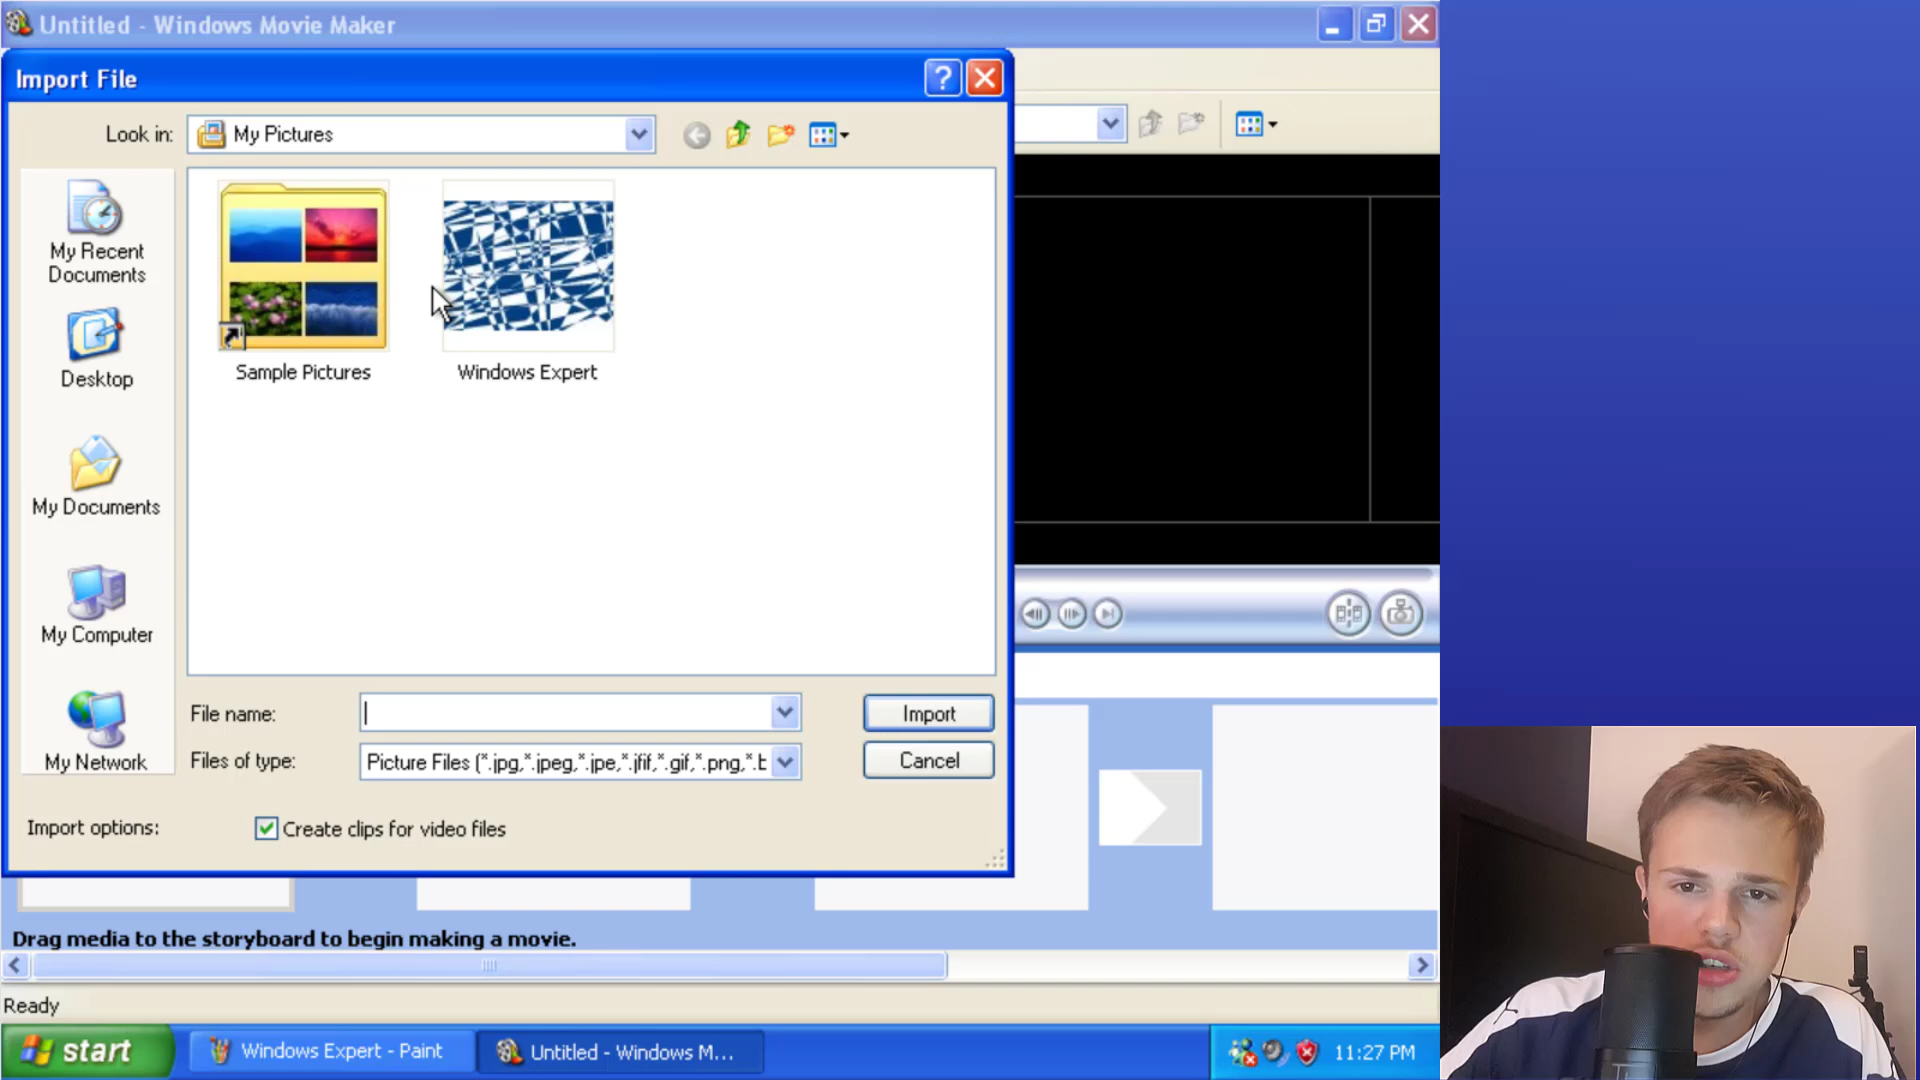 Untitled - Windows Movie Maker
Import File
Look in:
My Pictures
My Recent
Documents
Desktop
My Documents
My Computer
My Network
Sample Pictures
Windows Expert
File name:
Import
Files of type:
Picture Files (*.jpg,*.jpeg,*.jpe,*.jfif,*.gif,*.png,*.b
Cancel
Import options:
Create clips for video files
Drag media to the storyboard to begin making a movie.
Ready
start
Windows Expert - Paint
Untitled - Windows M...
11:27 PM